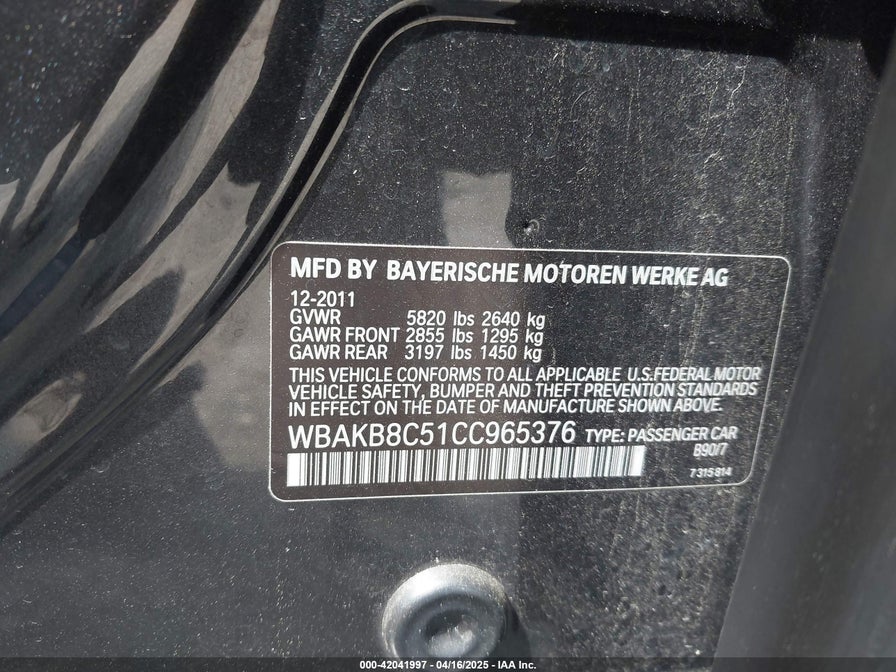 MFD BY BAYERISCHE MOTOREN WERKE AG
12-2011
GVWR 5820 lbs 2640 kg
GAWR FRONT 2855 lbs 1295 kg
GAWR REAR 3197 lbs 1450 kg
THIS VEHICLE CONFORMS TO ALL APPLICABLE U.S.FEDERAL MOTOR
VEHICLE SAFETY, BUMPER AND THEFT PREVENTION STANDARDS
IN EFFECT ON THE DATE OF MANUFACTURE SHOWN ABOVE.
WBAKB8C51CC965376 TYPE: PASSENGER CAR
B90/7
7315814
000-42041997 - 04/16/2025 - IAA Inc.